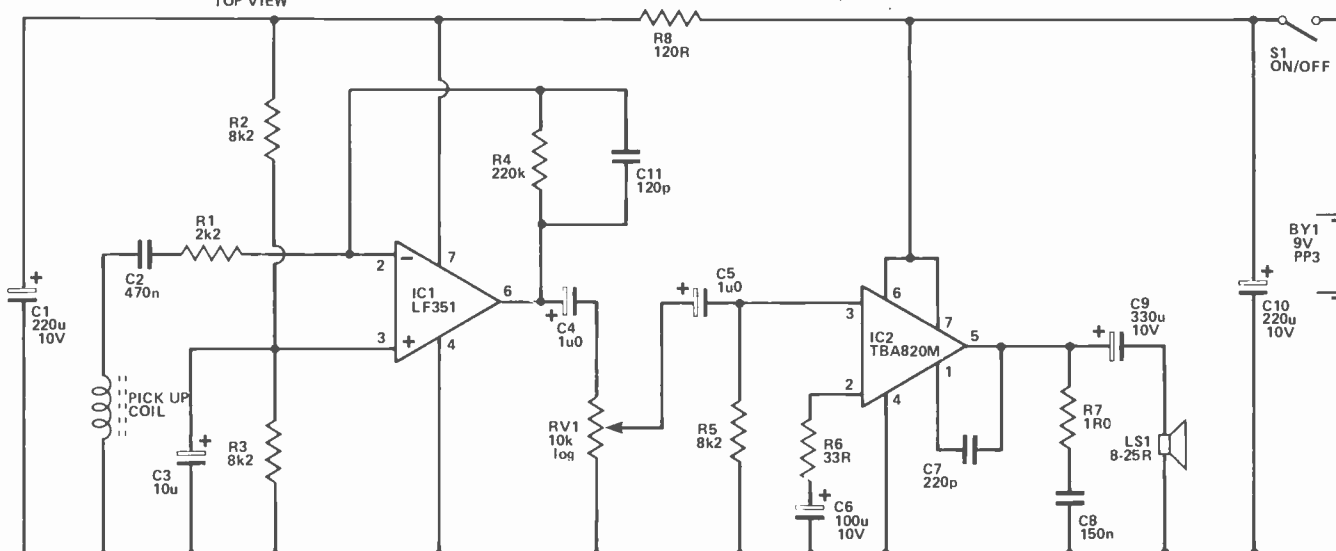 TOP VIEW
R8
120R
S1
ON/OFF
R2
8k2
R4
220k
C11
120p
R1
2k2
C2
470n
2
−
7
IC1
LF351
6
3
+
4
+
C1
220u
10V
+
C4
1u0
C5
1u0
+
3
6
7
IC2
TBA820M
5
1
2
4
C9
330u
10V
+
BY1
9V
PP3
+
C10
220u
10V
PICK UP
COIL
R3
8k2
+
C3
10u
RV1
10k
log
R5
8k2
R6
33R
+
C6
100u
10V
C7
220p
R7
1R0
LS1
8-25R
C8
150n